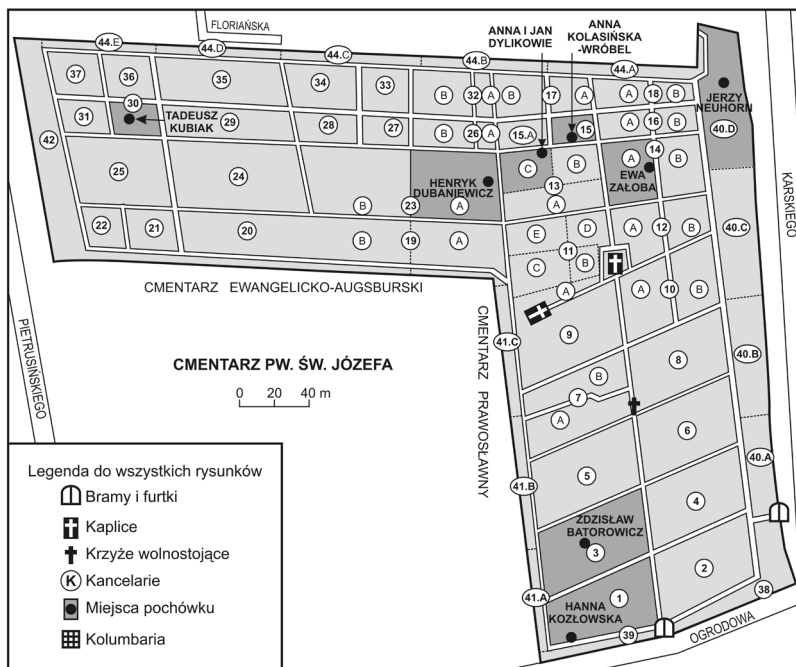 FLORIAŃSKA
ANNA I JAN
DYLIKOWIE
ANNA
KOLASIŃSKA
-WRÓBEL
44.E
44.D
44.C
44.B
44.A
37
36
35
34
33
B
32
A
B
17
A
A
18
B
JERZY
NEUHORN
40.D
31
30
TADEUSZ
KUBIAK
29
28
27
B
26
A
15.A
15
A
16
B
42
25
24
B
23
A
HENRYK
DUBANIEWICZ
C
B
13
A
A
14
B
EWA
ZAŁOBA
KARSKIEGO
22
21
20
B
19
A
E
D
11
C
B
A
A
12
B
40.C
CMENTARZ EWANGELICKO-AUGSBURSKI
A
10
B
9
41.C
CMENTARZ PRAWOSŁAWNY
PIETRUSIŃSKIEGO
CMENTARZ PW. ŚW. JÓZEFA
0 20 40 m
8
40.B
B
7
A
6
5
40.A
41.B
4
ZDZISŁAW
BATOROWICZ
3
2
1
41.A
HANNA
KOZŁOWSKA
39
38
OGRODOWA
Legenda do wszystkich rysunków
Bramy i furtki
Kaplice
Krzyże wolnostojące
K Kancelarie
Miejsca pochówku
Kolumbaria